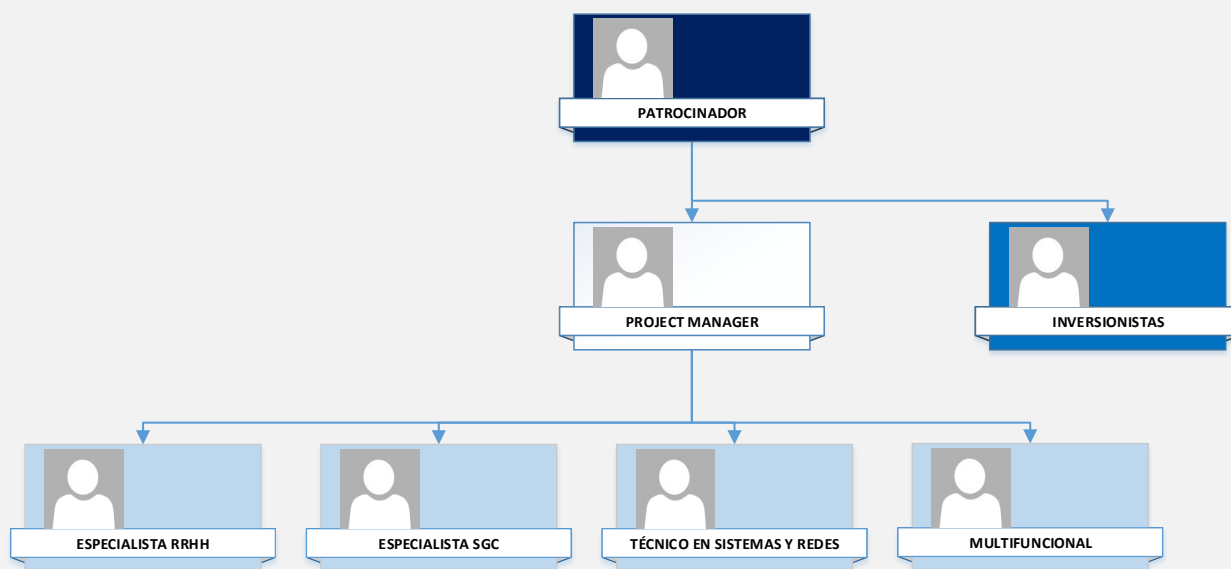 PATROCINADOR
PROJECT MANAGER
INVERSIONISTAS
ESPECIALISTA RRHH
ESPECIALISTA SGC
TÉCNICO EN SISTEMAS Y REDES
MULTIFUNCIONAL